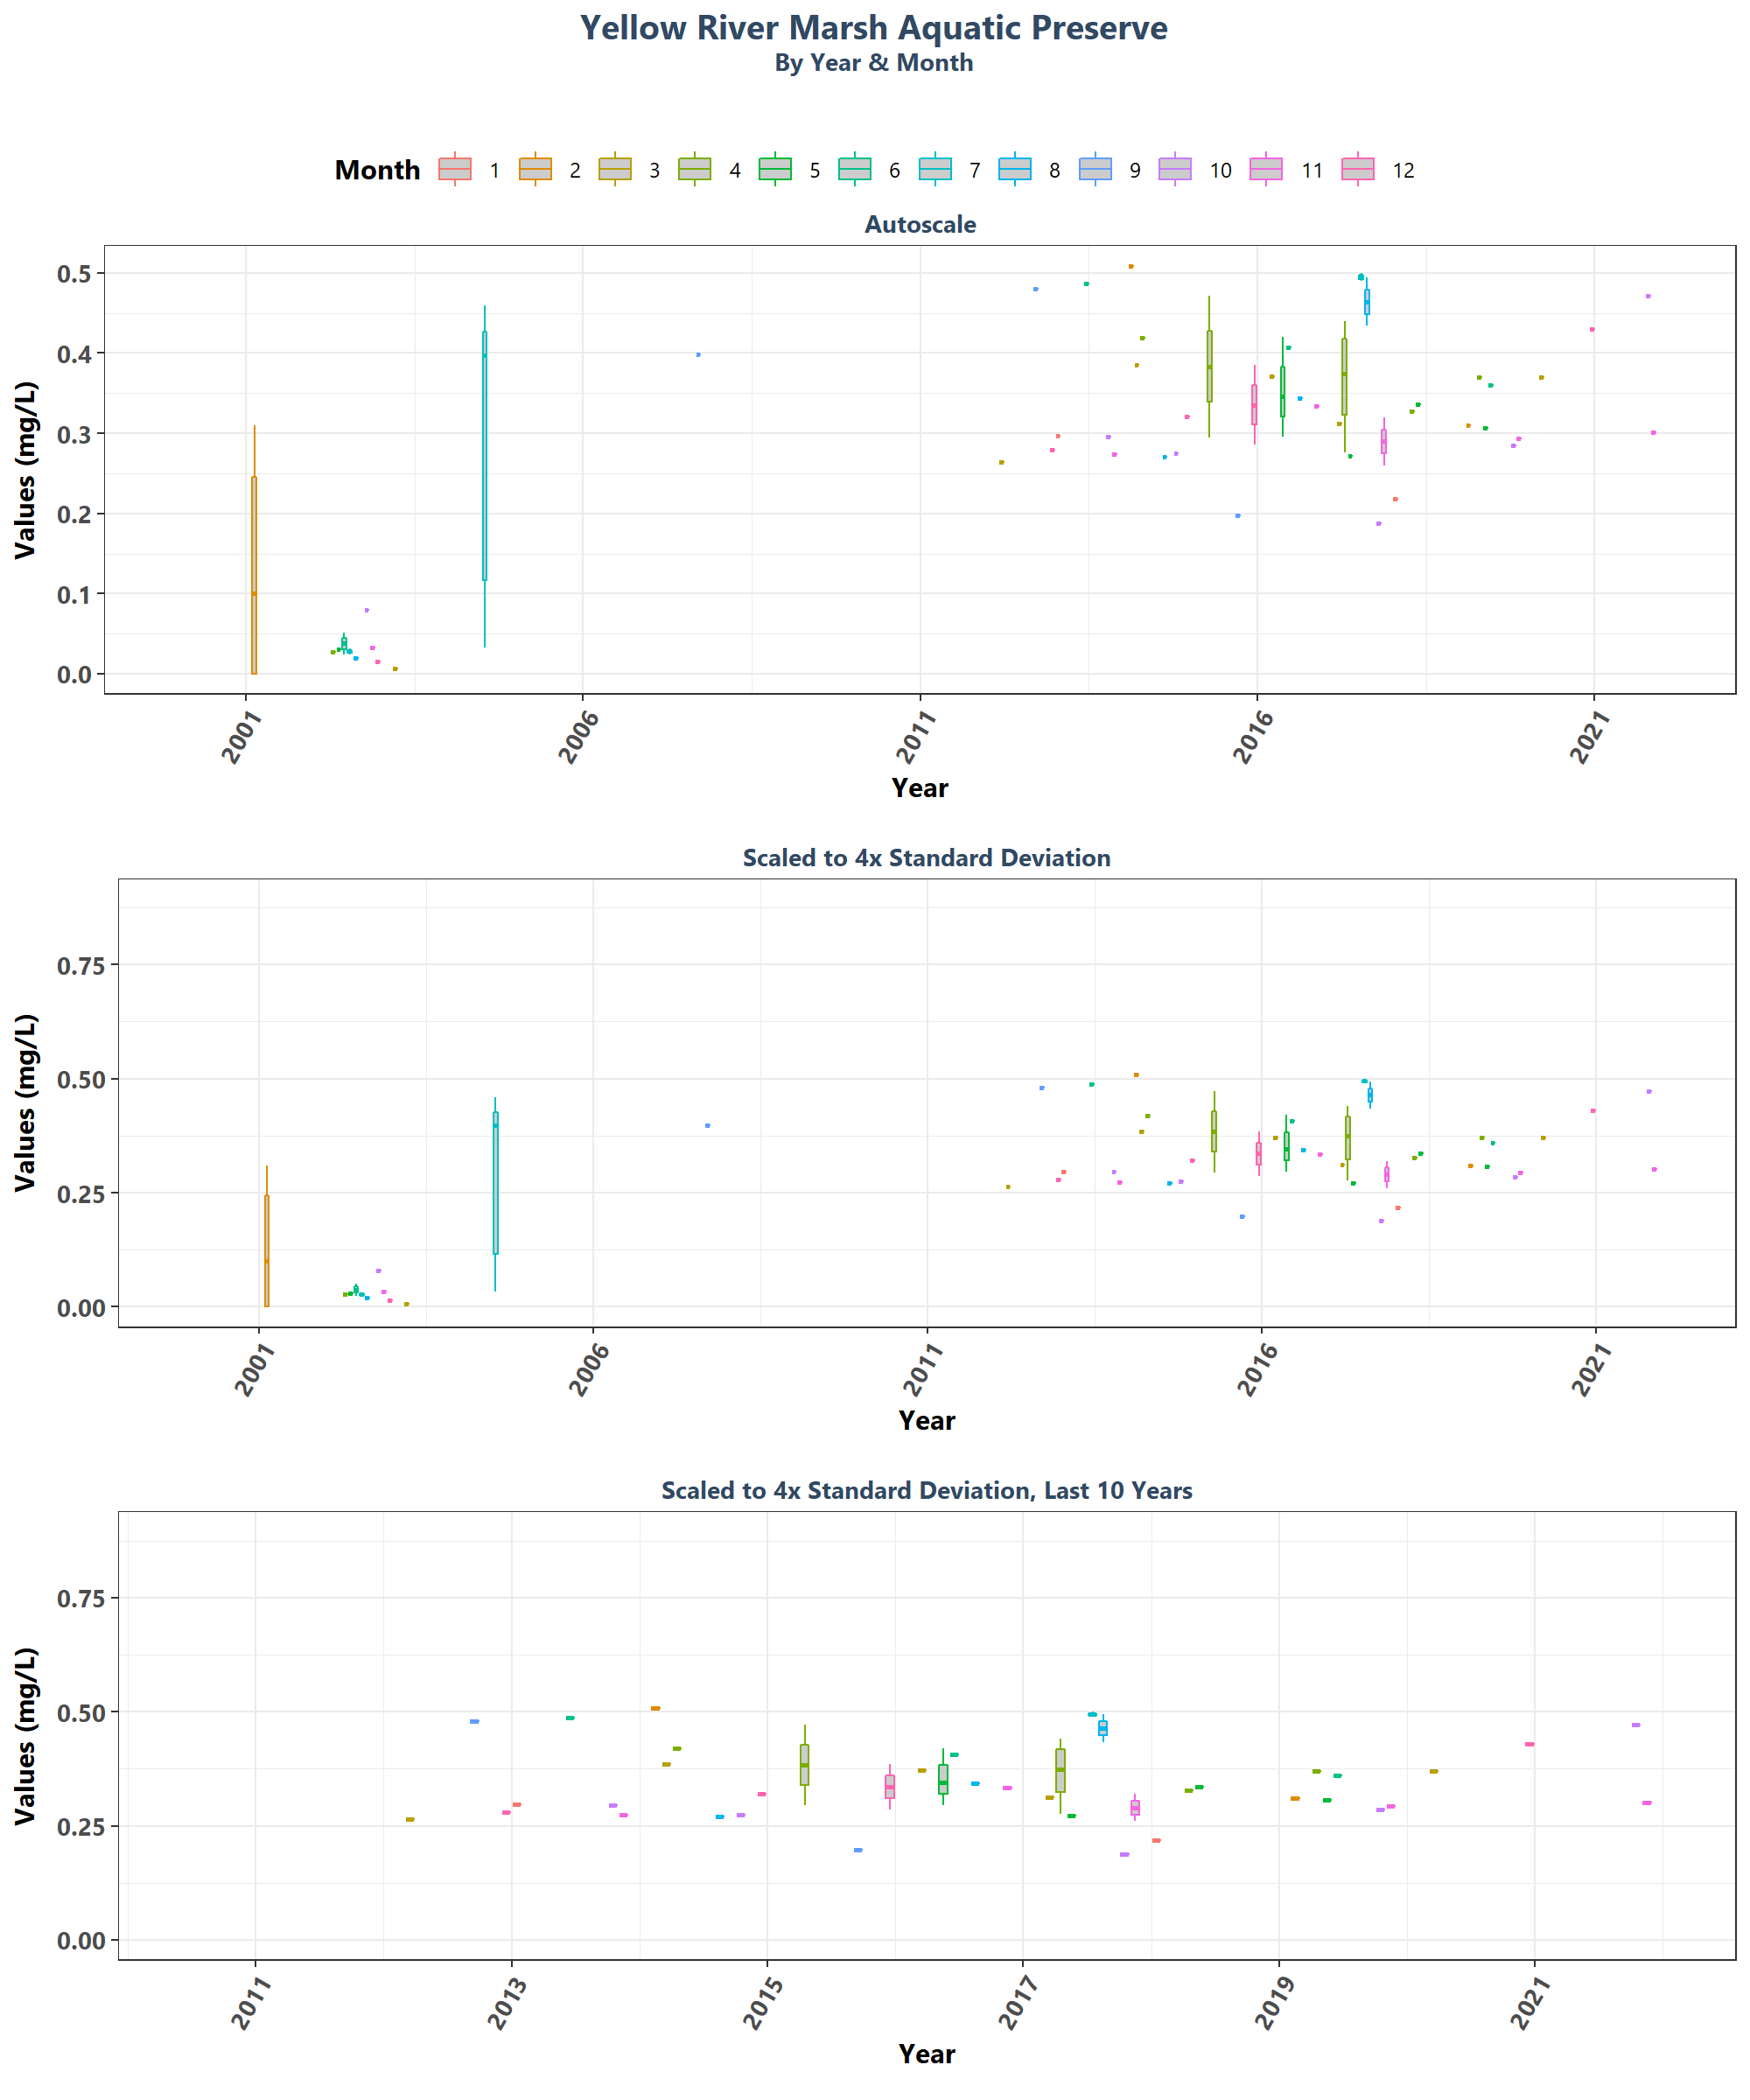 Yellow River Marsh Aquatic Preserve
By Year & Month
Month 1 2 3 4 5 6 7 8 9 10 11 12
Autoscale
Values (mg/L)
0.5
0.4
0.3
0.2
0.1
0.0
2001 2006 2011 2016 2021
Year
Scaled to 4x Standard Deviation
Values (mg/L)
0.75
0.50
0.25
0.00
2001 2006 2011 2016 2021
Year
Scaled to 4x Standard Deviation, Last 10 Years
Values (mg/L)
0.75
0.50
0.25
0.00
2011 2013 2015 2017 2019 2021
Year